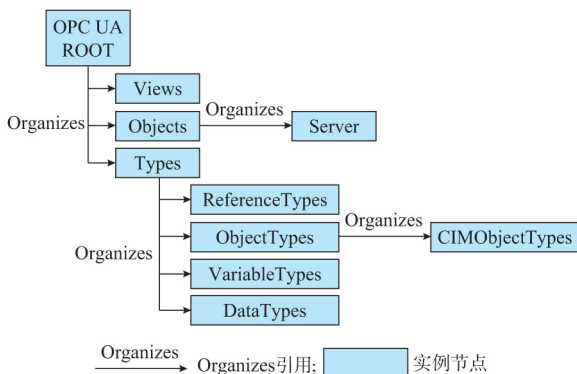 OPC UA
ROOT
Views
Organizes
Organizes
Objects
Server
Types
ReferenceTypes
Organizes
ObjectTypes
CIMObjectTypes
Organizes
VariableTypes
DataTypes
Organizes
Organizes引用;
实例节点